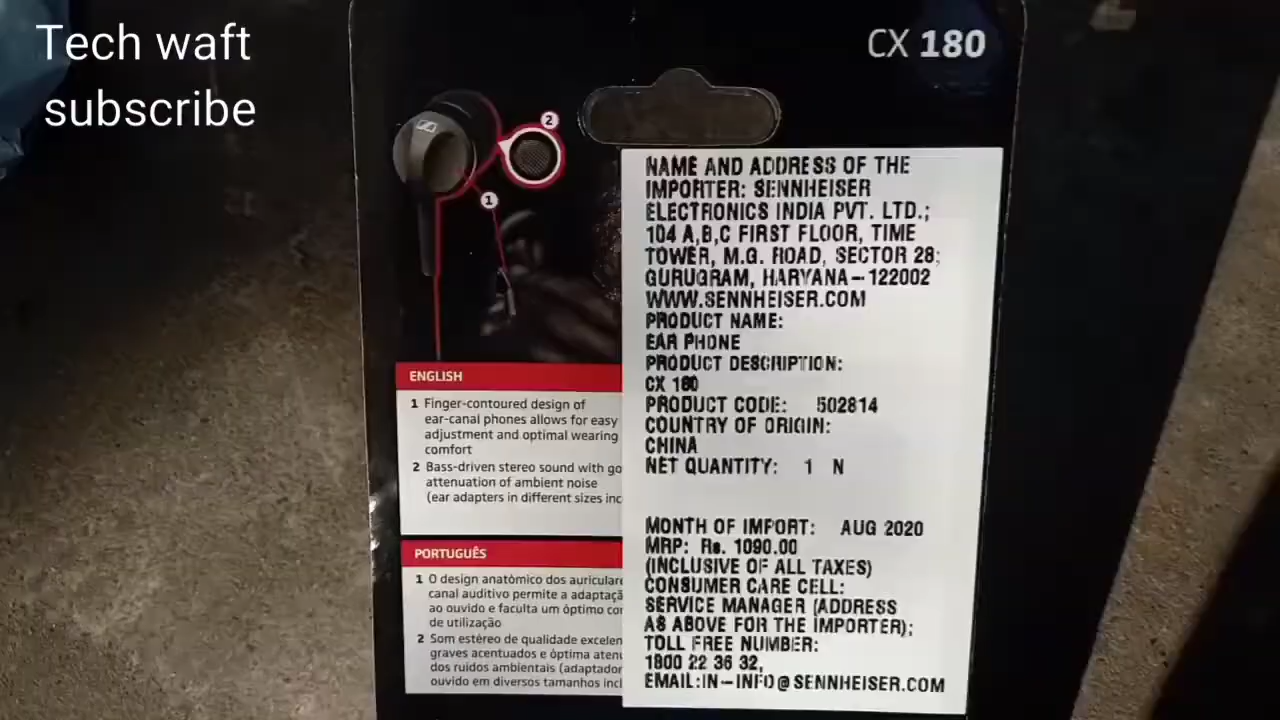 Tech waft
subscribe
CX 180
2
1
NAME AND ADDRESS OF THE
IMPORTER: SENNHEISER
ELECTRONICS INDIA PVT. LTD.;
104 A,B,C FIRST FLOOR, TIME
TOWER, M.G. ROAD, SECTOR 28;
GURUGRAM, HARYANA-122002
WWW.SENNHEISER.COM
PRODUCT NAME:
EAR PHONE
PRODUCT DESCRIPTION:
CX 180
PRODUCT CODE: 502814
COUNTRY OF ORIGIN:
CHINA
NET QUANTITY: 1 N
MONTH OF IMPORT: AUG 2020
MRP: Rs. 1090.00
(INCLUSIVE OF ALL TAXES)
CONSUMER CARE CELL:
SERVICE MANAGER (ADDRESS
AS ABOVE FOR THE IMPORTER);
TOLL FREE NUMBER:
1800 22 36 32,
EMAIL:IN-INFO@SENNHEISER.COM
ENGLISH
1 Finger-contoured design of
ear-canal phones allows for easy
adjustment and optimal wearing
comfort
2 Bass-driven stereo sound with
attenuation of ambient noise
(ear adapters in different sizes
PORTUGUÊS
1 O design anatómico dos
canal auditivo permite a
ao ouvido e faculta um óptimo
de utilização
2 Som estéreo de qualidade
graves acentuados e óptima
dos ruidos ambientais
ouvido em diversos tamanhos